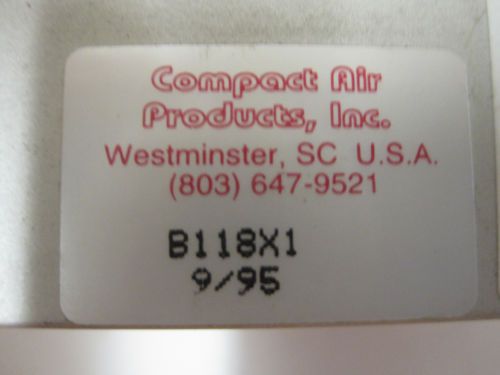 Compact Air
Products, Inc.
Westminster, SC U.S.A.
(803) 647-9521
B118X1
9/95